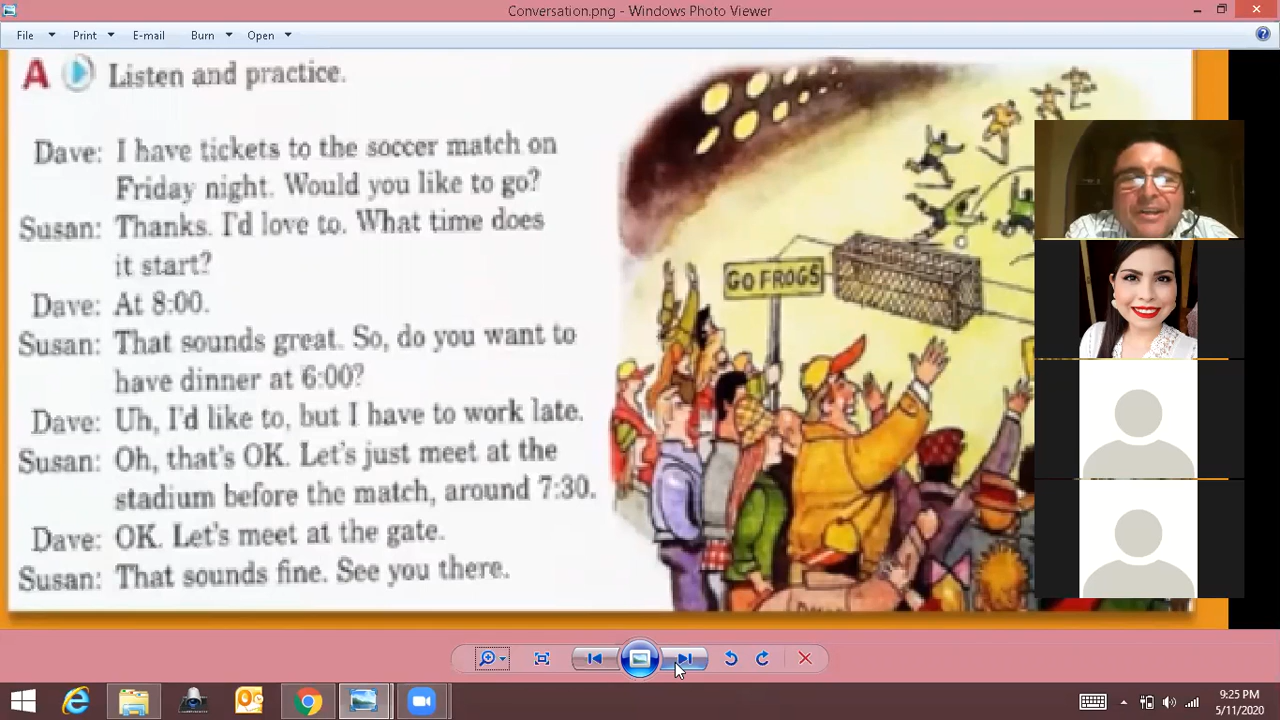 Conversation.png - Windows Photo Viewer
File Print E-mail Burn Open
A Listen and practice.
Dave: I have tickets to the soccer match on
Friday night. Would you like to go?
Susan: Thanks. I'd love to. What time does
it start?
Dave: At 8:00.
Susan: That sounds great. So, do you want to
have dinner at 6:00?
Dave: Uh, I'd like to, but I have to work late.
Susan: Oh, that's OK. Let's just meet at the
stadium before the match, around 7:30.
Dave: OK. Let's meet at the gate.
Susan: That sounds fine. See you there.
GO FROGS
9:25 PM
5/11/2020